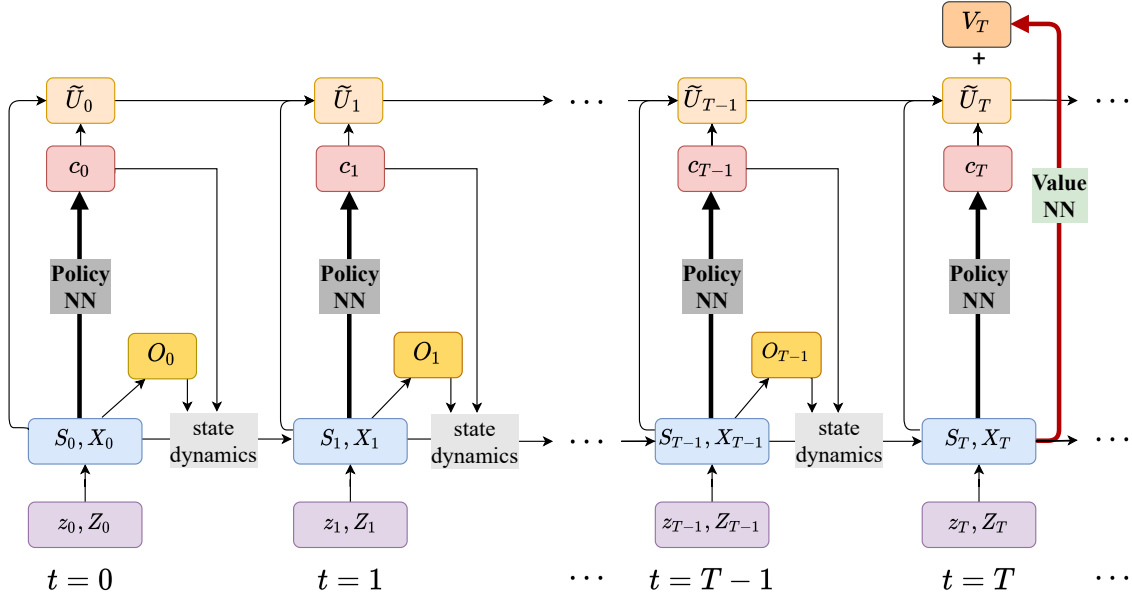 V_T
+
Ũ_0 Ũ_1 · · · Ũ_{T−1} Ũ_T · · ·
c_0 c_1 c_{T−1} c_T
Policy Policy Policy Policy Value
NN NN NN NN NN
O_0 O_1 O_{T−1}
S_0, X_0 state S_1, X_1 state · · · S_{T−1}, X_{T−1} state S_T, X_T · · ·
dynamics dynamics dynamics
z_0, Z_0 z_1, Z_1 z_{T−1}, Z_{T−1} z_T, Z_T
t = 0 t = 1 · · · t = T − 1 t = T · · ·